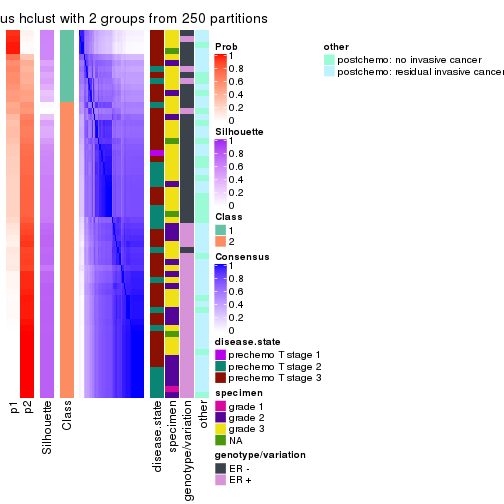 us hclust with 2 groups from 250 partitions
Prob
1
0.8
0.6
0.4
0.2
0
Silhouette
1
0.8
0.6
0.4
0.2
0
Class
1
2
Consensus
1
0.8
0.6
0.4
0.2
0
disease.state
prechemo T stage 1
prechemo T stage 2
prechemo T stage 3
specimen
grade 1
grade 2
grade 3
NA
genotype/variation
ER -
ER +
other
postchemo: no invasive cancer
postchemo: residual invasive cancer
p1
p2
Silhouette
Class
disease.state
specimen
genotype/variation
other